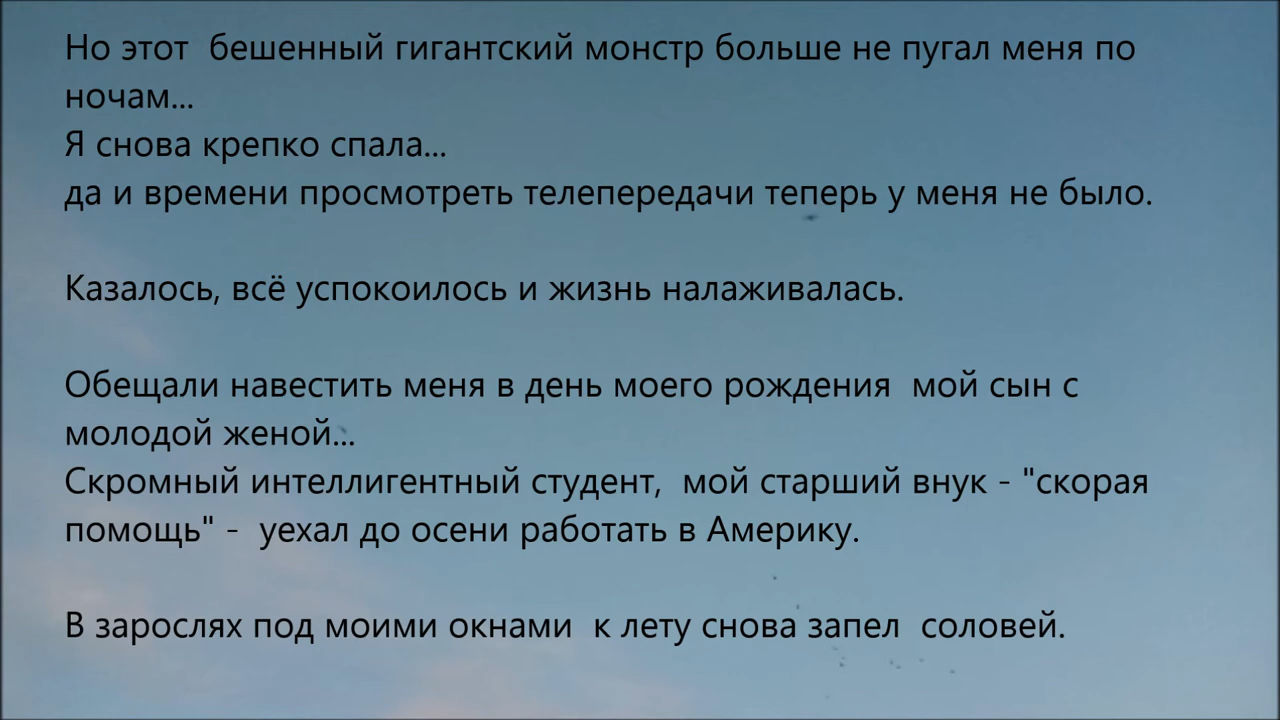 Но этот  бешенный гигантский монстр больше не пугал меня по
ночам...
Я снова крепко спала...
да и времени просмотреть телепередачи теперь у меня не было.
Казалось, всё успокоилось и жизнь налаживалась.
Обещали навестить меня в день моего рождения  мой сын с
молодой женой...
Скромный интеллигентный студент,  мой старший внук - "скорая
помощь" -  уехал до осени работать в Америку.
В зарослях под моими окнами  к лету снова запел  соловей.